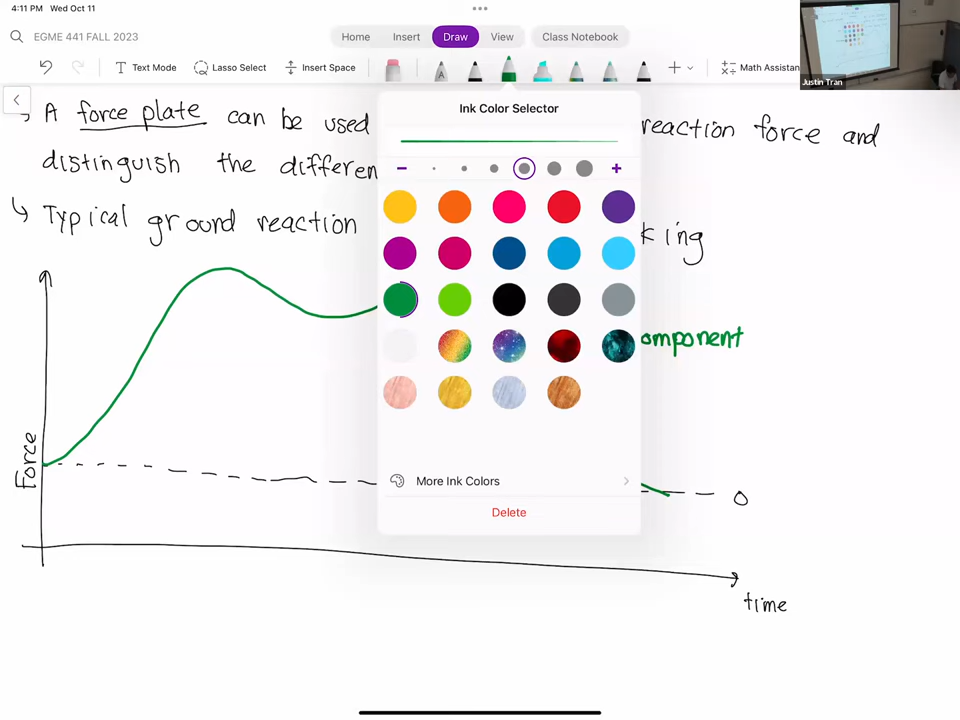 4:11 PM Wed Oct 11
EGME 441 FALL 2023
Home Insert Draw View Class Notebook
Text Mode Lasso Select Insert Space Math Assistan
Justin Tran
Ink Color Selector
↳ A force plate can be used reaction force and
distinguish the differen
↳ Typical ground reaction king
omponent
Force
More Ink Colors
Delete
0
time